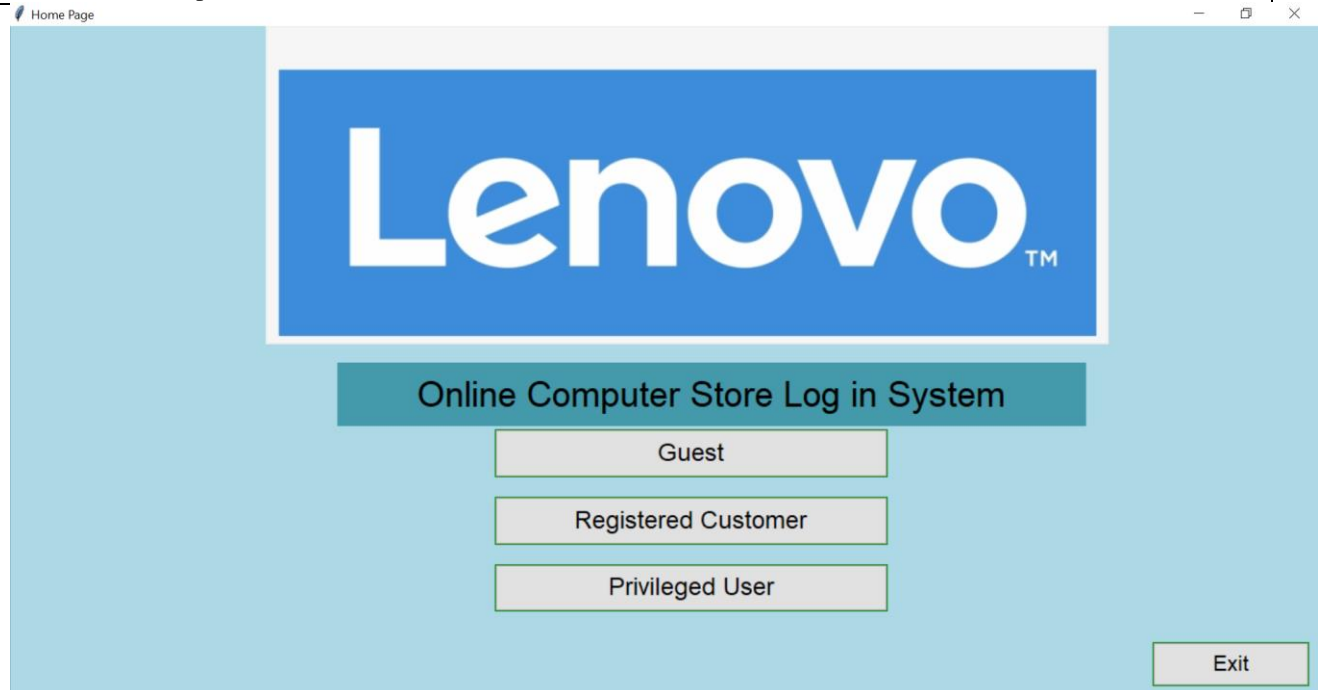 Home Page
Lenovo
TM
Online Computer Store Log in System
Guest
Registered Customer
Privileged User
Exit